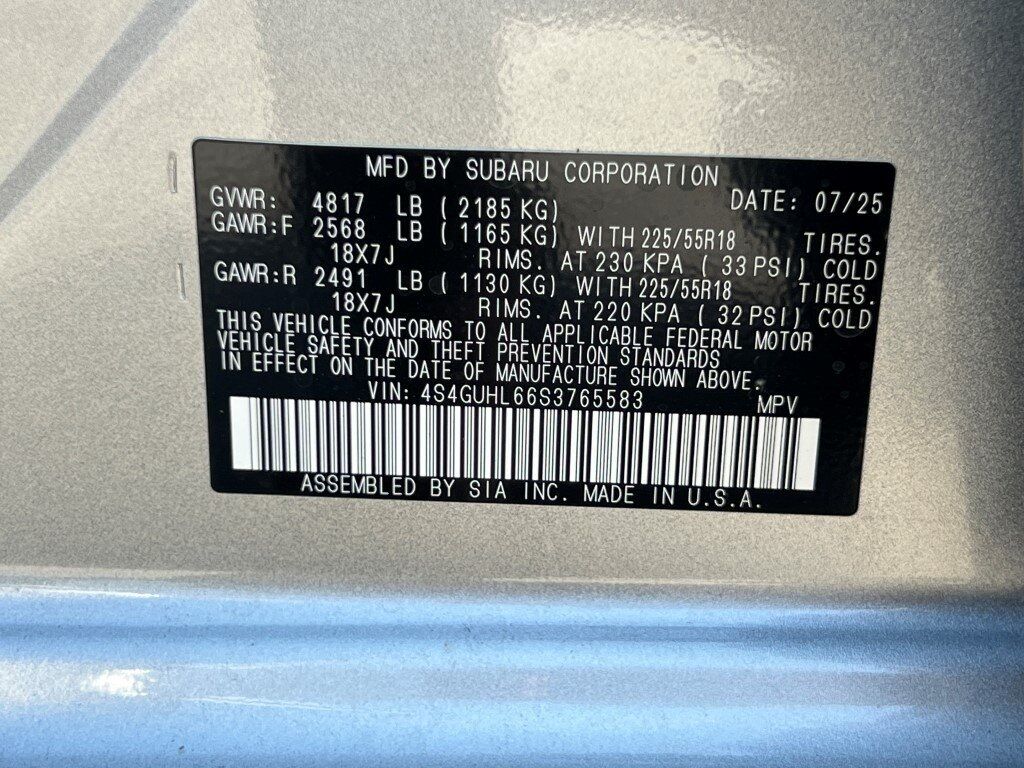 MFD BY SUBARU CORPORATION
GVWR: 4817 LB ( 2185 KG) DATE: 07/25
GAWR:F 2568 LB ( 1165 KG) WITH 225/55R18 TIRES.
18X7J RIMS. AT 230 KPA ( 33 PSI) COLD
GAWR:R 2491 LB ( 1130 KG) WITH 225/55R18 TIRES.
18X7J RIMS. AT 220 KPA ( 32 PSI) COLD
THIS VEHICLE CONFORMS TO ALL APPLICABLE FEDERAL MOTOR
VEHICLE SAFETY AND THEFT PREVENTION STANDARDS
IN EFFECT ON THE DATE OF MANUFACTURE SHOWN ABOVE.
VIN: 4S4GUHL66S3765583 MPV
ASSEMBLED BY SIA INC. MADE IN U.S.A.